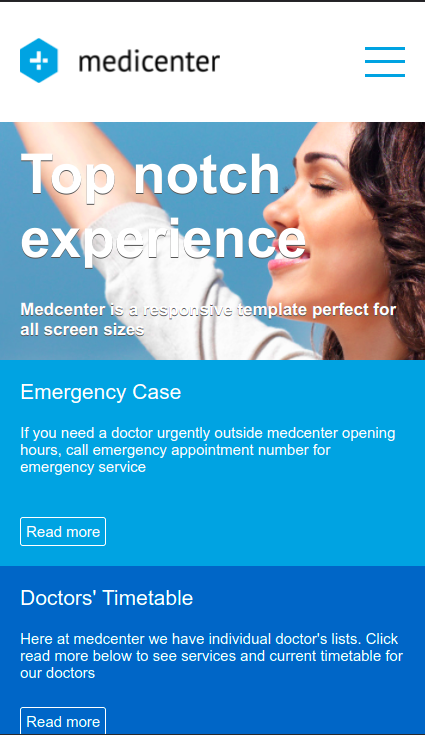 medicenter
Top notch
experience
Medcenter is a responsive template perfect for
all screen sizes
Emergency Case
If you need a doctor urgently outside medcenter opening
hours, call emergency appointment number for
emergency service
Read more
Doctors' Timetable
Here at medcenter we have individual doctor's lists. Click
read more below to see services and current timetable for
our doctors
Read more